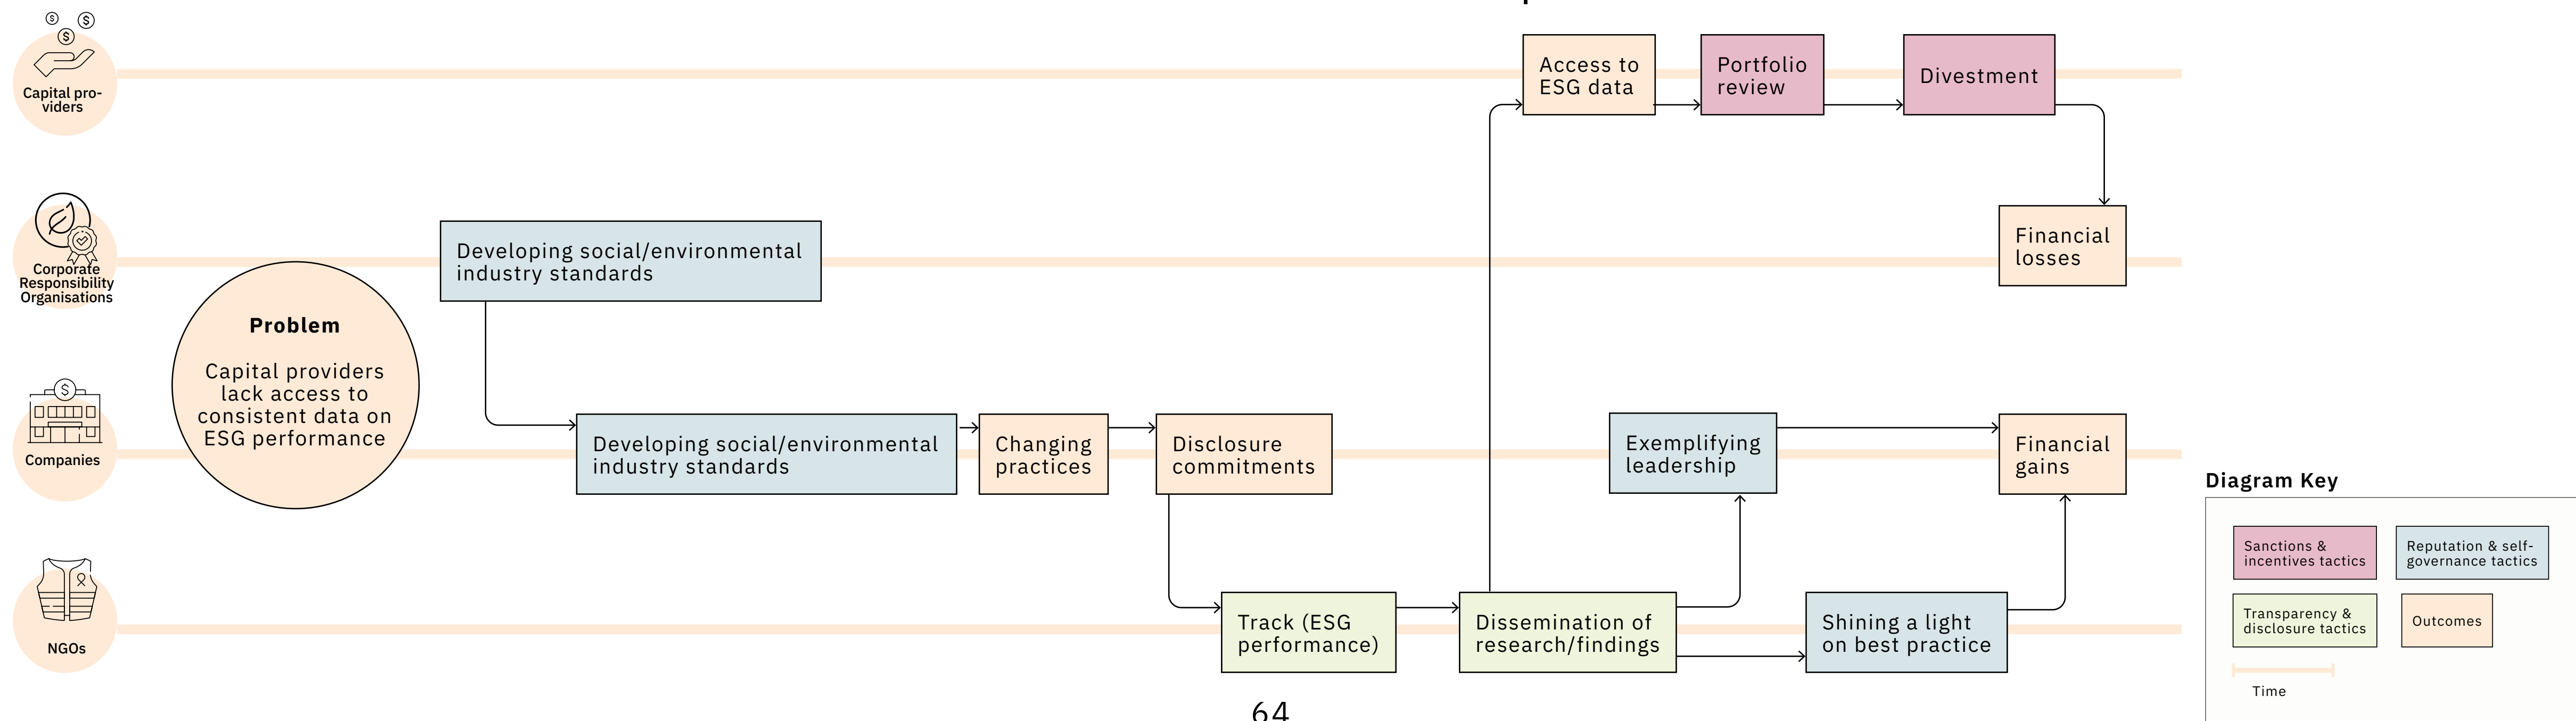 Capital pro-
viders
Access to
ESG data
Portfolio
review
Divestment
Corporate
Responsibility
Organisations
Developing social/environmental
industry standards
Financial
losses
Problem
Capital providers
lack access to
consistent data on
ESG performance
Companies
Developing social/environmental
industry standards
Changing
practices
Disclosure
commitments
Exemplifying
leadership
Financial
gains
NGOs
Track (ESG
performance)
Dissemination of
research/findings
Shining a light
on best practice
Diagram Key
Sanctions &
incentives tactics
Reputation & self-
governance tactics
Transparency &
disclosure tactics
Outcomes
Time
64